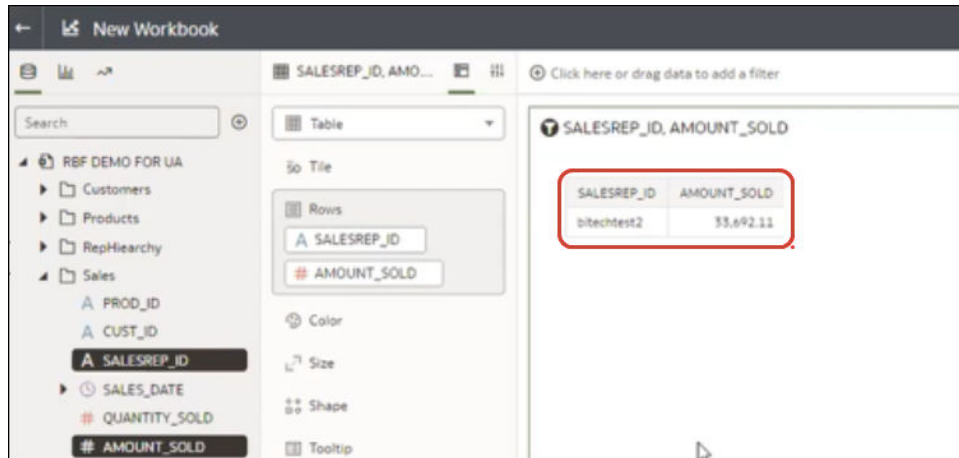 New Workbook
SALESREP_ID, AMO...
Click here or drag data to add a filter
Search
RBF DEMO FOR UA
Customers
Products
RepHiearchy
Sales
A PROD_ID
A CUST_ID
A SALESREP_ID
SALES_DATE
# QUANTITY_SOLD
# AMOUNT_SOLD
Table
Tile
Rows
A SALESREP_ID
# AMOUNT_SOLD
Color
Size
Shape
Tooltip
T SALESREP_ID, AMOUNT_SOLD
SALESREP_ID AMOUNT_SOLD
bitechtest2 33,692.11